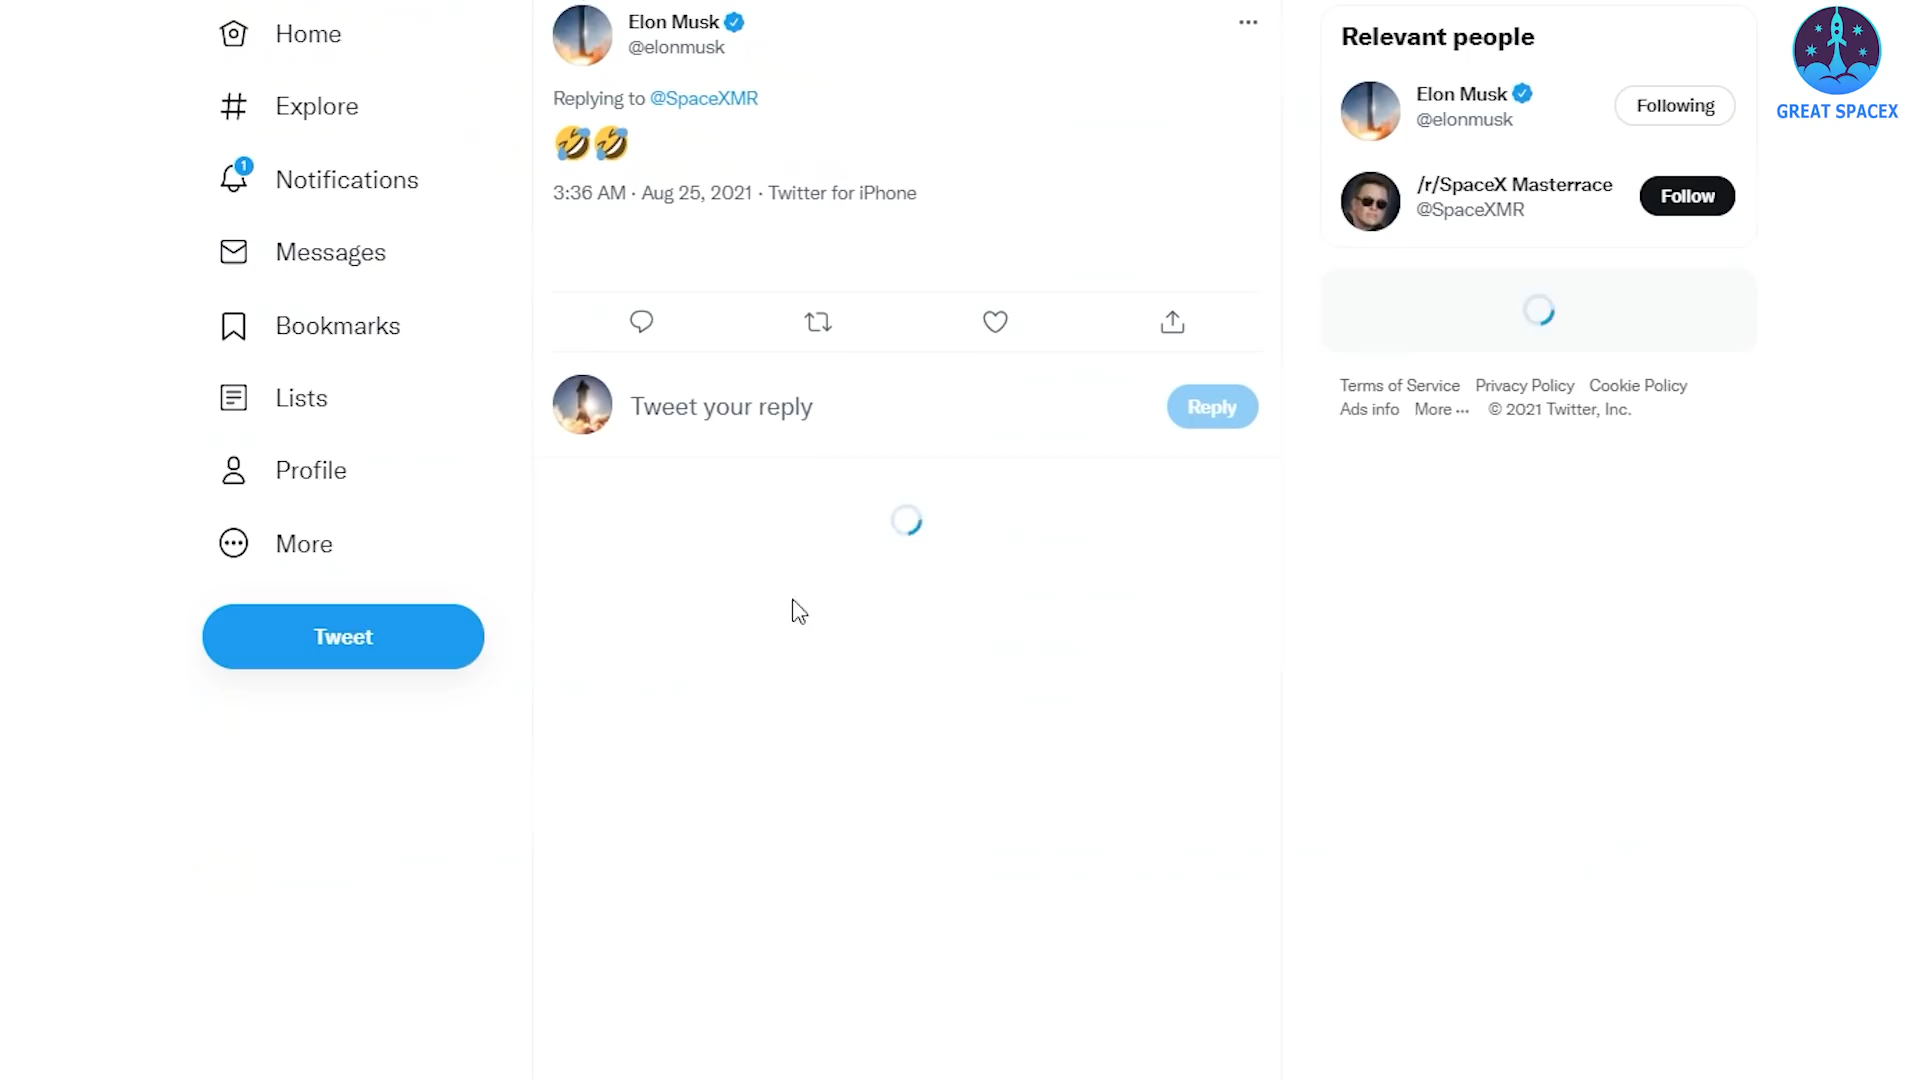 Home
Explore
1
Notifications
Messages
Bookmarks
Lists
Profile
More
Tweet
Elon Musk
@elonmusk
Replying to @SpaceXMR
🤣🤣
3:36 AM · Aug 25, 2021 · Twitter for iPhone
Tweet your reply
Reply
Relevant people
Elon Musk
@elonmusk
Following
/r/SpaceX Masterrace
@SpaceXMR
Follow
Terms of Service Privacy Policy Cookie Policy
Ads info More ··· © 2021 Twitter, Inc.
GREAT SPACEX